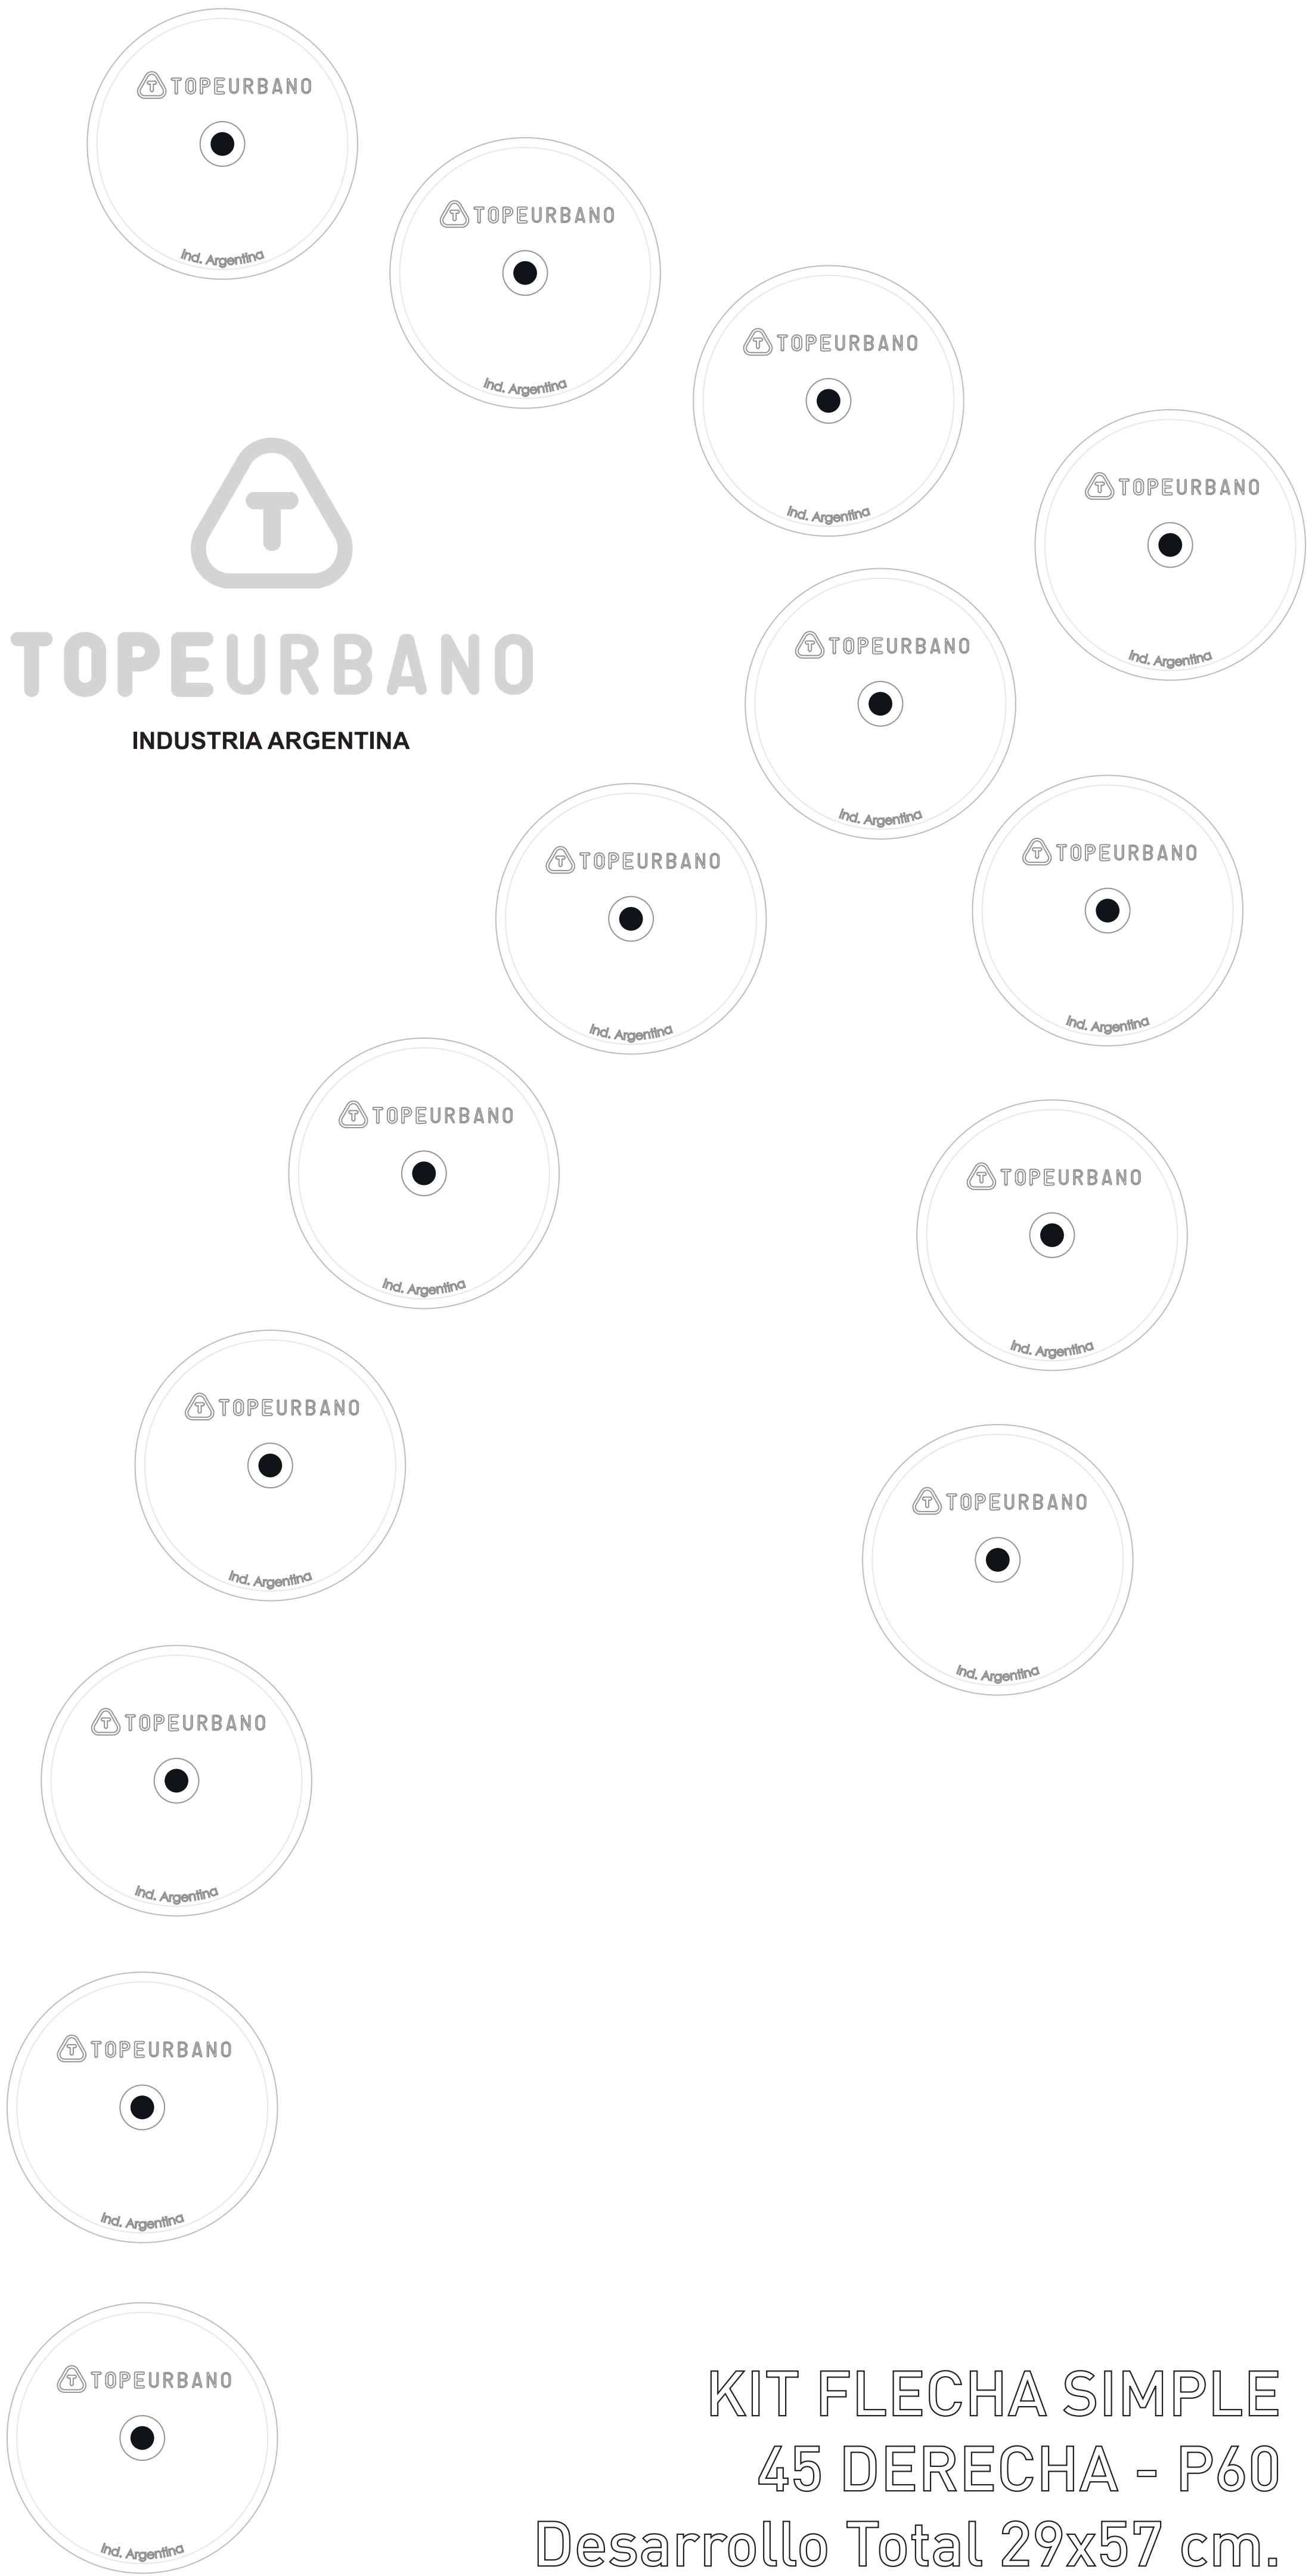 TOPEURBANO
Ind. Argentina
TOPEURBANO
Ind. Argentina
TOPEURBANO
Ind. Argentina
TOPEURBANO
Ind. Argentina
T
TOPEURBANO
INDUSTRIA ARGENTINA
TOPEURBANO
Ind. Argentina
TOPEURBANO
Ind. Argentina
TOPEURBANO
Ind. Argentina
TOPEURBANO
Ind. Argentina
TOPEURBANO
Ind. Argentina
TOPEURBANO
Ind. Argentina
TOPEURBANO
Ind. Argentina
TOPEURBANO
Ind. Argentina
TOPEURBANO
Ind. Argentina
TOPEURBANO
Ind. Argentina
KIT FLECHA SIMPLE
45 DERECHA - P60
Desarrollo Total 29x57 cm.